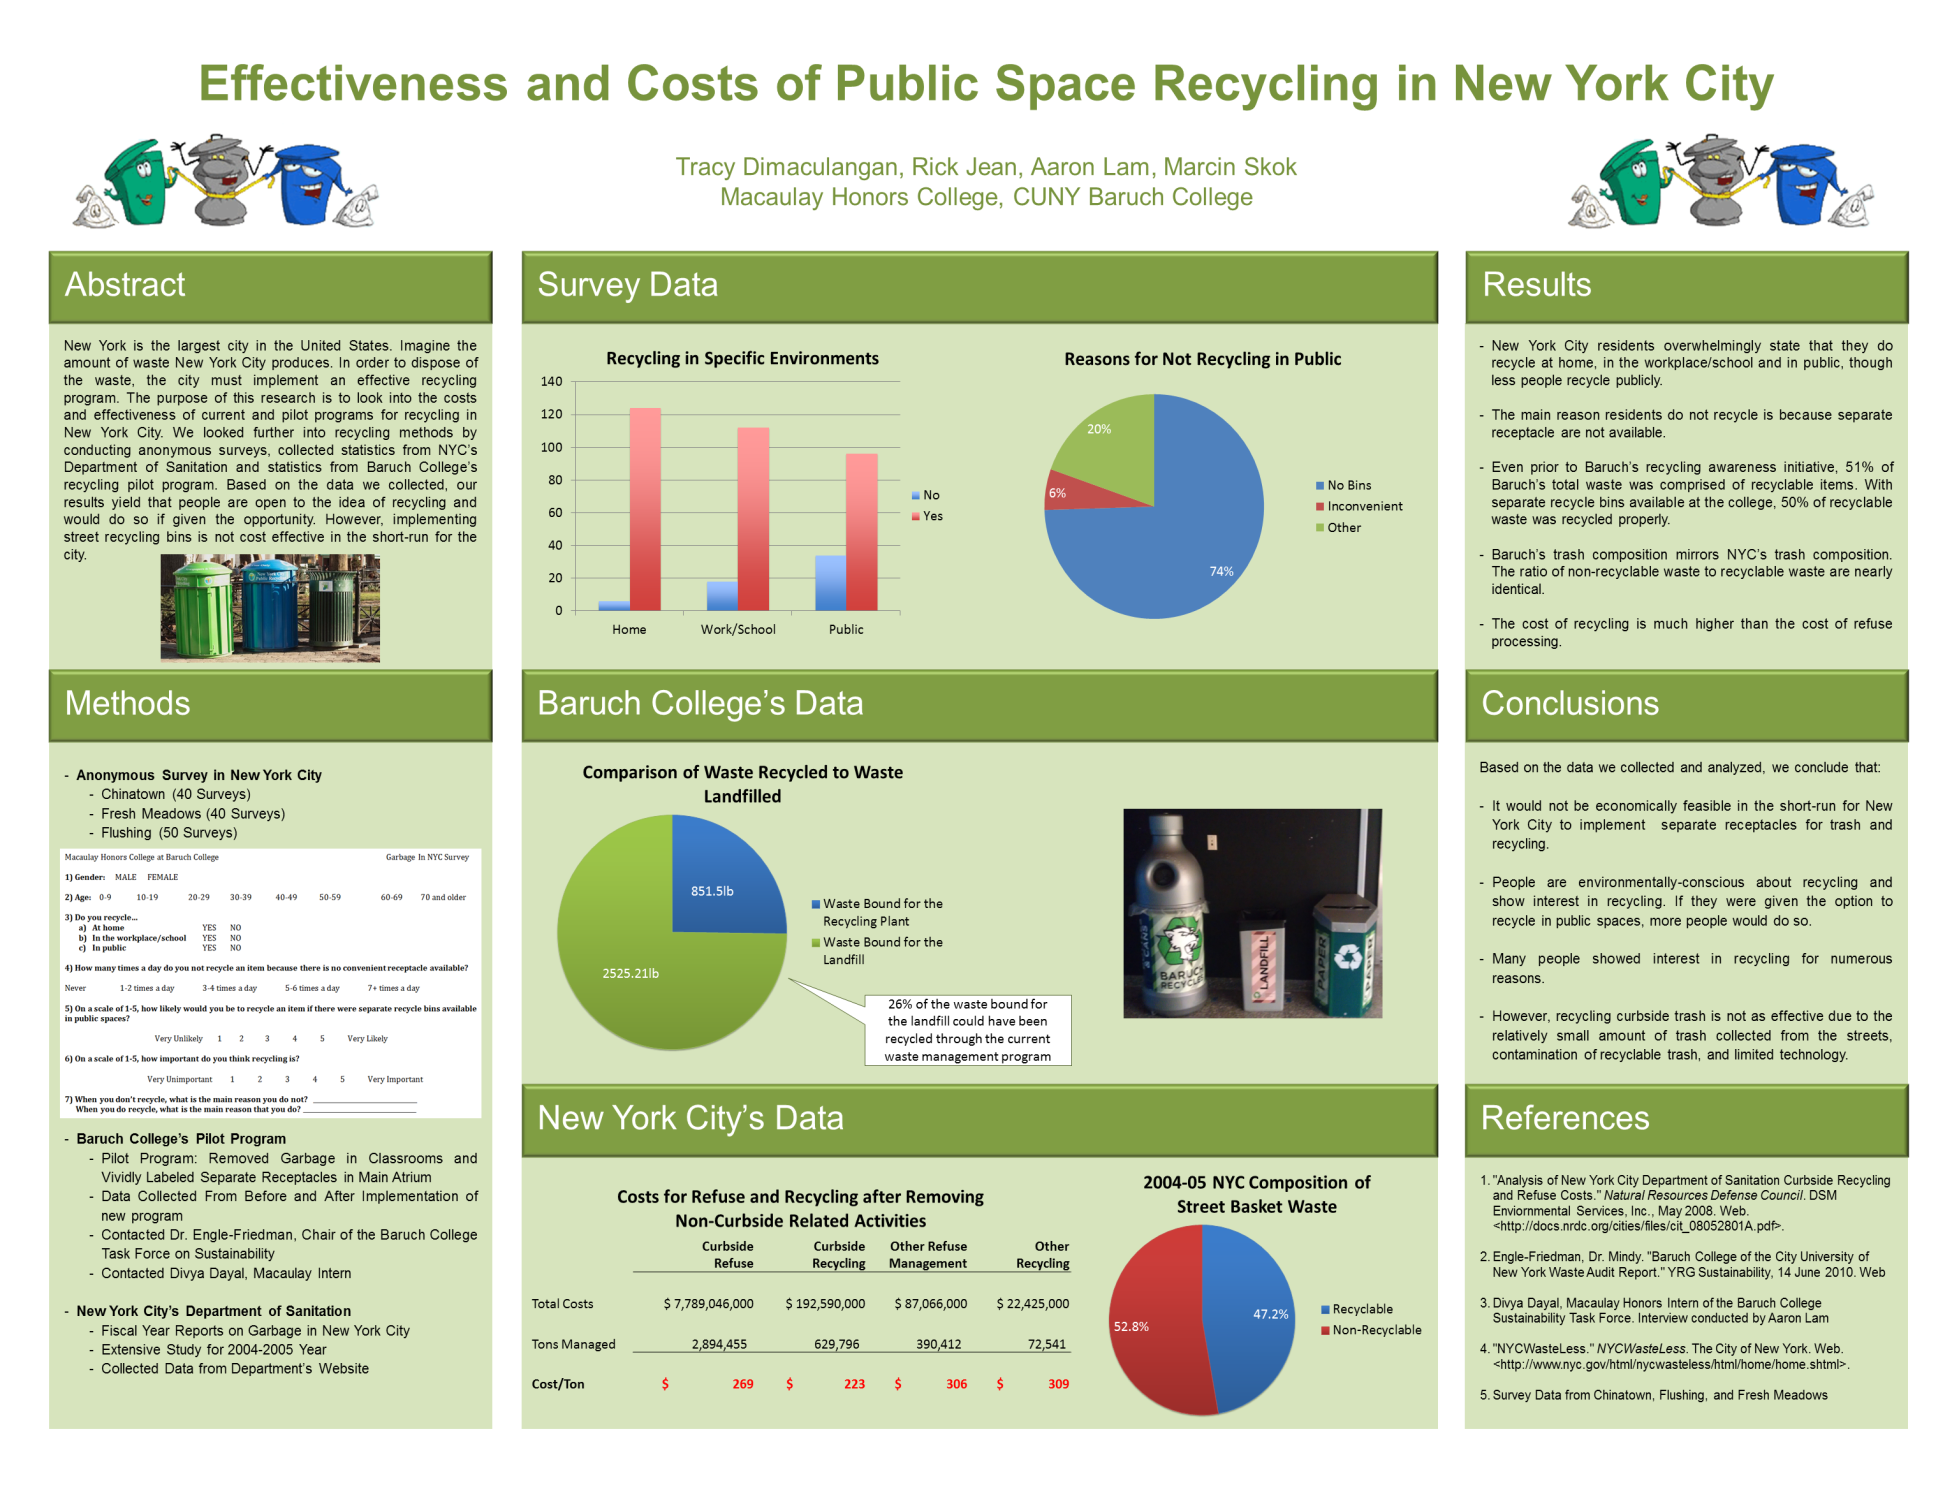 Effectiveness and Costs of Public Space Recycling in New York City
Tracy Dimaculangan, Rick Jean, Aaron Lam, Marcin Skok
Macaulay Honors College, CUNY Baruch College
Abstract
New York is the largest city in the United States. Imagine the
amount of waste New York City produces. In order to dispose of
the waste, the city must implement an effective recycling
program. The purpose of this research is to look into the costs
and effectiveness of current and pilot programs for recycling in
New York City. We looked further into recycling methods by
conducting anonymous surveys, collected statistics from NYC's
Department of Sanitation and statistics from Baruch College's
recycling pilot program. Based on the data we collected, our
results yield that people are open to the idea of recycling and
would do so if given the opportunity. However, implementing
street recycling bins is not cost effective in the short-run for the
city.
Methods
- Anonymous Survey in New York City
- Chinatown (40 Surveys)
- Fresh Meadows (40 Surveys)
- Flushing (50 Surveys)
Macaulay Honors College at Baruch College Garbage In NYC Survey
1) Gender: MALE FEMALE
2) Age: 0-9 10-19 20-29 30-39 40-49 50-59 60-69 70 and older
3) Do you recycle...
a) At home YES NO
b) In the workplace/school YES NO
c) In public YES NO
4) How many times a day do you not recycle an item because there is no convenient receptacle available?
Never 1-2 times a day 3-4 times a day 5-6 times a day 7+ times a day
5) On a scale of 1-5, how likely would you be to recycle an item if there were separate recycle bins available
in public spaces?
Very Unlikely 1 2 3 4 5 Very Likely
6) On a scale of 1-5, how important do you think recycling is?
Very Unimportant 1 2 3 4 5 Very Important
7) When you don't recycle, what is the main reason you do not?
When you do recycle, what is the main reason that you do?
- Baruch College's Pilot Program
- Pilot Program: Removed Garbage in Classrooms and
Vividly Labeled Separate Receptacles in Main Atrium
- Data Collected From Before and After Implementation of
new program
- Contacted Dr. Engle-Friedman, Chair of the Baruch College
Task Force on Sustainability
- Contacted Divya Dayal, Macaulay Intern
- New York City's Department of Sanitation
- Fiscal Year Reports on Garbage in New York City
- Extensive Study for 2004-2005 Year
- Collected Data from Department's Website
Survey Data
Recycling in Specific Environments
140
120
100
80
60
40
20
0
Home Work/School Public
No
Yes
Reasons for Not Recycling in Public
20%
6%
74%
No Bins
Inconvenient
Other
Baruch College's Data
Comparison of Waste Recycled to Waste
Landfilled
851.5lb
2525.21lb
Waste Bound for the
Recycling Plant
Waste Bound for the
Landfill
26% of the waste bound for
the landfill could have been
recycled through the current
waste management program
& CANS
BARUCH
RECYCLES
LANDFILL
PAPER
PAPER
New York City's Data
Costs for Refuse and Recycling after Removing
Non-Curbside Related Activities
Curbside Curbside Other Refuse Other
Refuse Recycling Management Recycling
Total Costs $ 7,789,046,000 $ 192,590,000 $ 87,066,000 $ 22,425,000
Tons Managed 2,894,455 629,796 390,412 72,541
Cost/Ton $ 269 $ 223 $ 306 $ 309
2004-05 NYC Composition of
Street Basket Waste
47.2%
52.8%
Recyclable
Non-Recyclable
Results
- New York City residents overwhelmingly state that they do
recycle at home, in the workplace/school and in public, though
less people recycle publicly.
- The main reason residents do not recycle is because separate
receptacle are not available.
- Even prior to Baruch's recycling awareness initiative, 51% of
Baruch's total waste was comprised of recyclable items. With
separate recycle bins available at the college, 50% of recyclable
waste was recycled properly.
- Baruch's trash composition mirrors NYC's trash composition.
The ratio of non-recyclable waste to recyclable waste are nearly
identical.
- The cost of recycling is much higher than the cost of refuse
processing.
Conclusions
Based on the data we collected and analyzed, we conclude that:
- It would not be economically feasible in the short-run for New
York City to implement separate receptacles for trash and
recycling.
- People are environmentally-conscious about recycling and
show interest in recycling. If they were given the option to
recycle in public spaces, more people would do so.
- Many people showed interest in recycling for numerous
reasons.
- However, recycling curbside trash is not as effective due to the
relatively small amount of trash collected from the streets,
contamination of recyclable trash, and limited technology.
References
1. "Analysis of New York City Department of Sanitation Curbside Recycling
and Refuse Costs." Natural Resources Defense Council. DSM
Enviornmental Services, Inc., May 2008. Web.
<http://docs.nrdc.org/cities/files/cit_08052801A.pdf>.
2. Engle-Friedman, Dr. Mindy. "Baruch College of the City University of
New York Waste Audit Report." YRG Sustainability, 14 June 2010. Web
3. Divya Dayal, Macaulay Honors Intern of the Baruch College
Sustainability Task Force. Interview conducted by Aaron Lam
4. "NYCWasteLess." NYCWasteLess. The City of New York. Web.
<http://www.nyc.gov/html/nycwasteless/html/home/home.shtml>.
5. Survey Data from Chinatown, Flushing, and Fresh Meadows